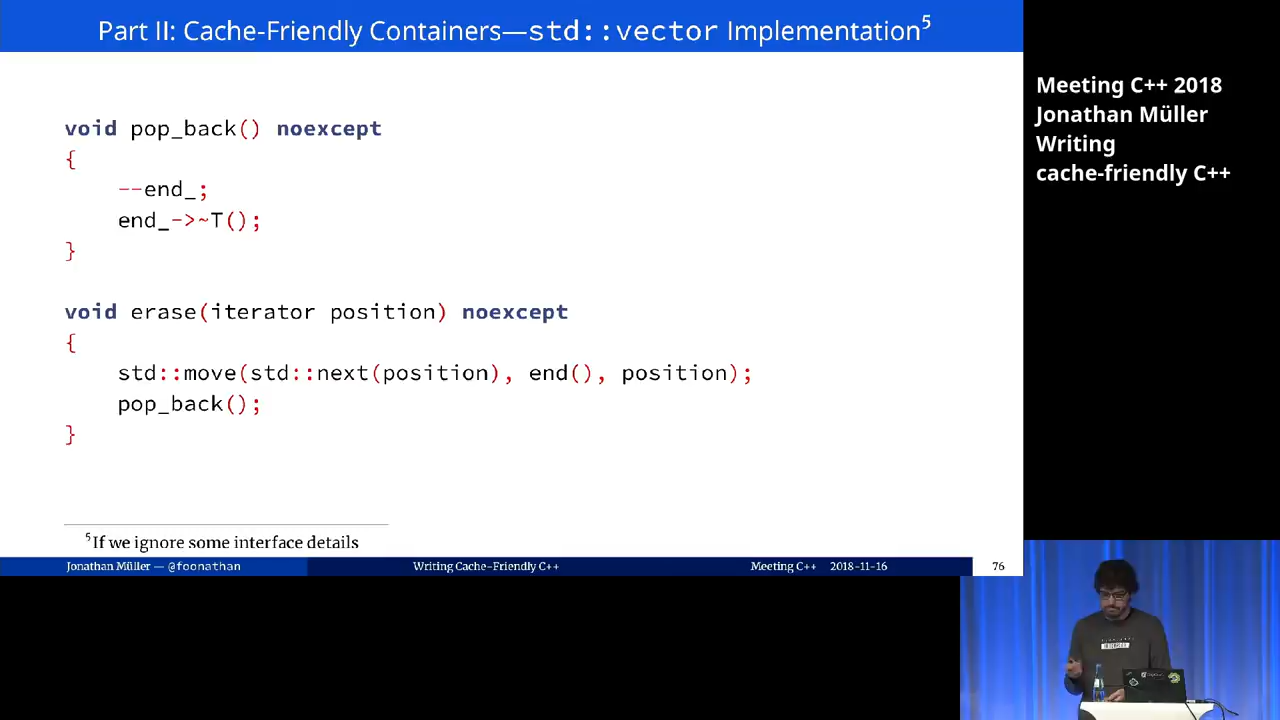 Part II: Cache-Friendly Containers—std::vector Implementation5
void pop_back() noexcept
{
--end_;
end_->~T();
}
void erase(iterator position) noexcept
{
std::move(std::next(position), end(), position);
pop_back();
}
5If we ignore some interface details
Jonathan Müller — @foonathan Writing Cache-Friendly C++ Meeting C++ 2018-11-16 76
Meeting C++ 2018
Jonathan Müller
Writing
cache-friendly C++